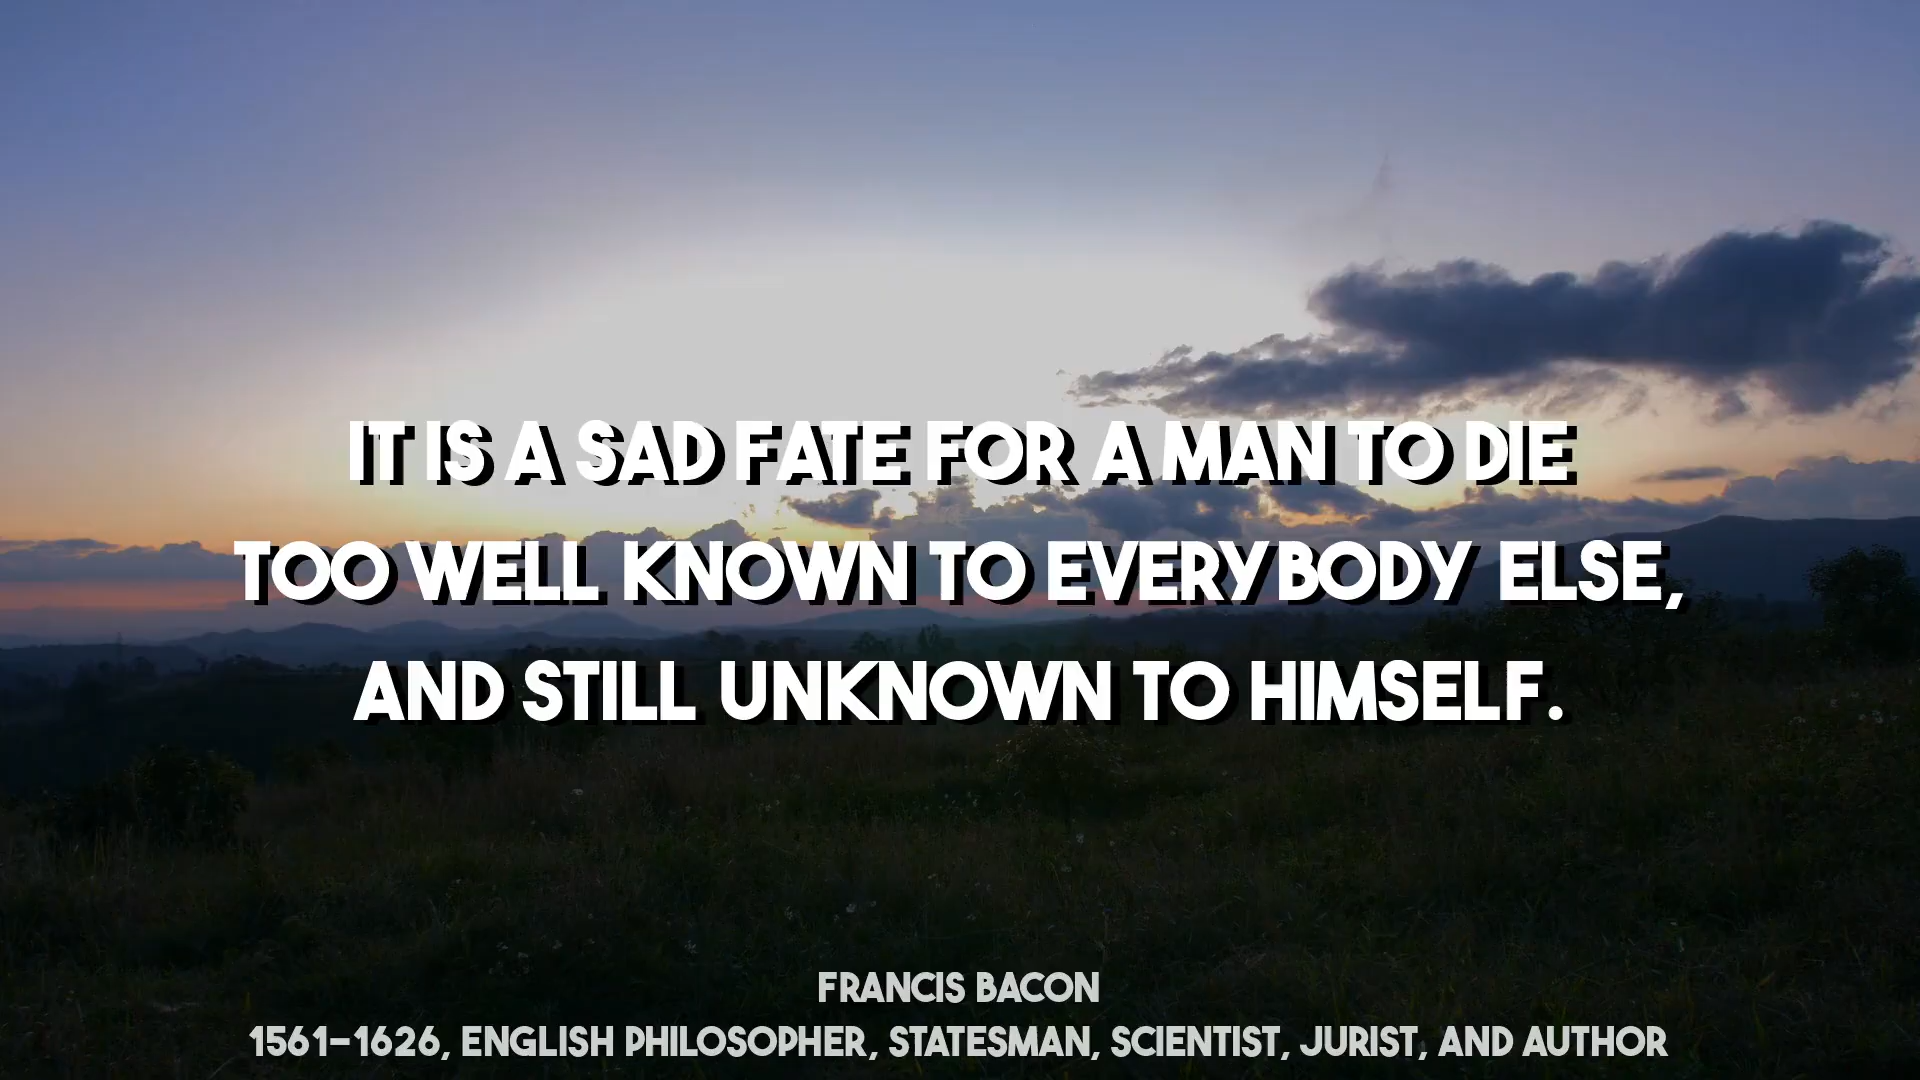 IT IS A SAD FATE FOR A MAN TO DIE
TOO WELL KNOWN TO EVERYBODY ELSE,
AND STILL UNKNOWN TO HIMSELF.
FRANCIS BACON
1561-1626, ENGLISH PHILOSOPHER, STATESMAN, SCIENTIST, JURIST, AND AUTHOR